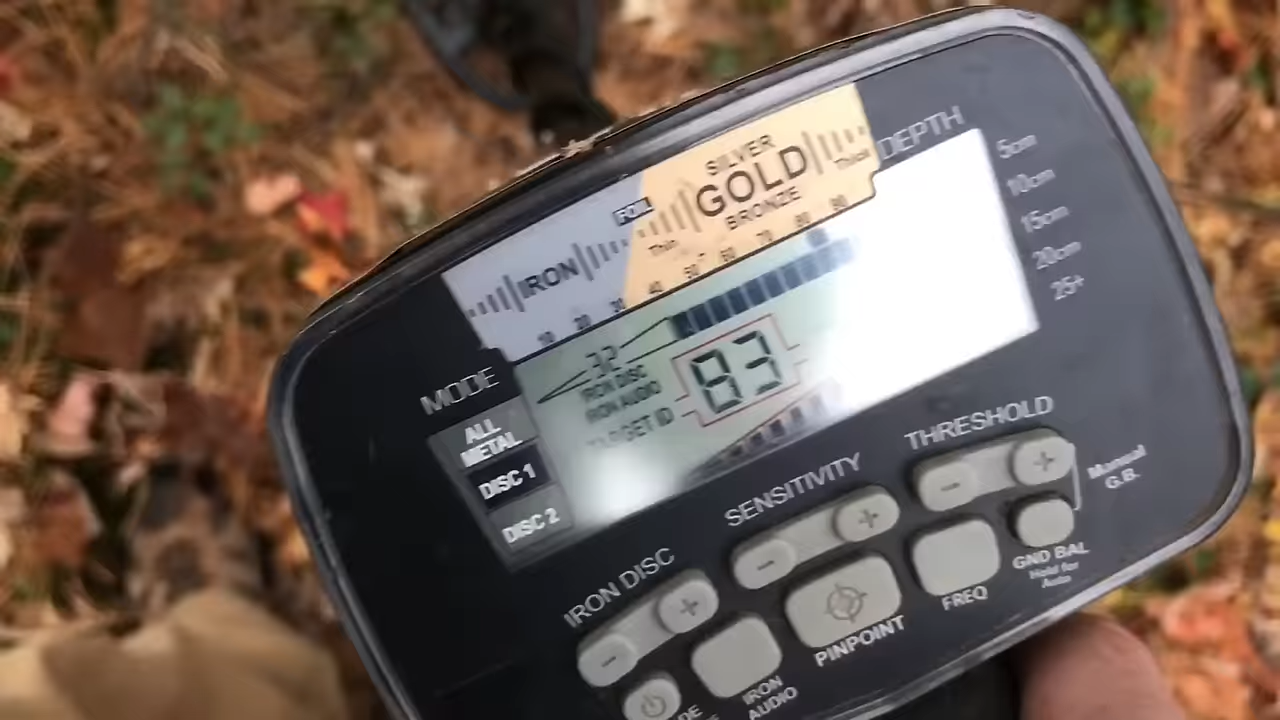 SILVER
GOLD
BRONZE
Thin
Thick
FOIL
IRON
10 20 30 40 50 60 70 80 90
DEPTH
5cm
10cm
15cm
20cm
25+
MODE
ALL METAL
DISC 1
DISC 2
32
IRON DISC
IRON AUDIO
TARGET ID
83
THRESHOLD
- +
Manual
G.B.
SENSITIVITY
- +
IRON DISC
- +
IRON
AUDIO
PINPOINT
FREQ
GND BAL
Hold for
Auto